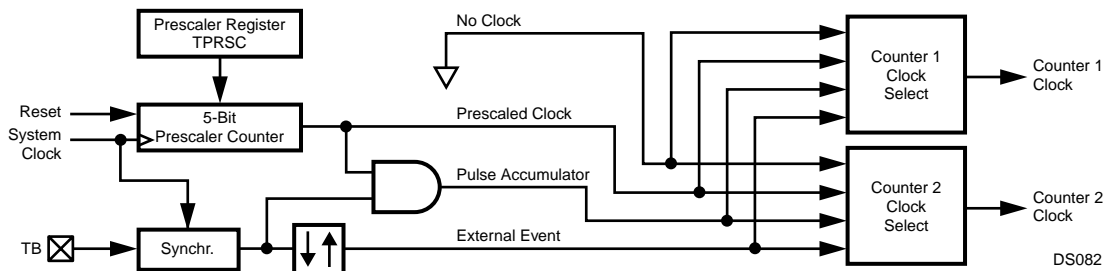 Prescaler Register
TPRSC
No Clock
Counter 1
Clock
Select
Counter 1
Clock
Reset
System
Clock
5-Bit
Prescaler Counter
Prescaled Clock
Pulse Accumulator
Counter 2
Clock
Select
Counter 2
Clock
TB
Synchr.
External Event
DS082